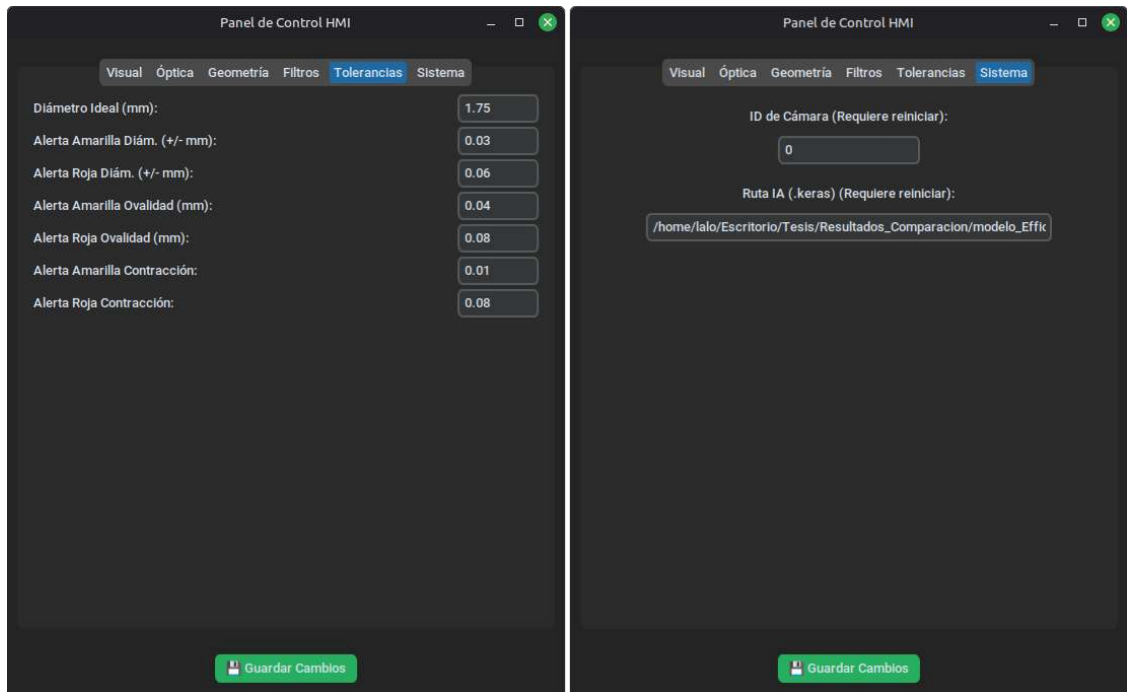 Panel de Control HMI
Visual Óptica Geometría Filtros Tolerancias Sistema
Diámetro Ideal (mm): 1.75
Alerta Amarilla Diám. (+/- mm): 0.03
Alerta Roja Diám. (+/- mm): 0.06
Alerta Amarilla Ovalidad (mm): 0.04
Alerta Roja Ovalidad (mm): 0.08
Alerta Amarilla Contracción: 0.01
Alerta Roja Contracción: 0.08
Guardar Cambios
Panel de Control HMI
Visual Óptica Geometría Filtros Tolerancias Sistema
ID de Cámara (Requiere reiniciar):
0
Ruta IA (.keras) (Requiere reiniciar):
/home/lalo/Escritorio/Tesis/Resultados_Comparacion/modelo_Effic
Guardar Cambios